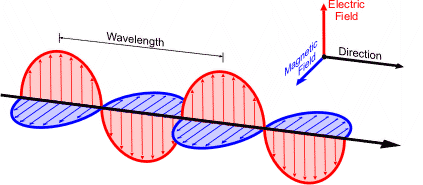 Wavelength
Electric
Field
Magnetic
Field
Direction